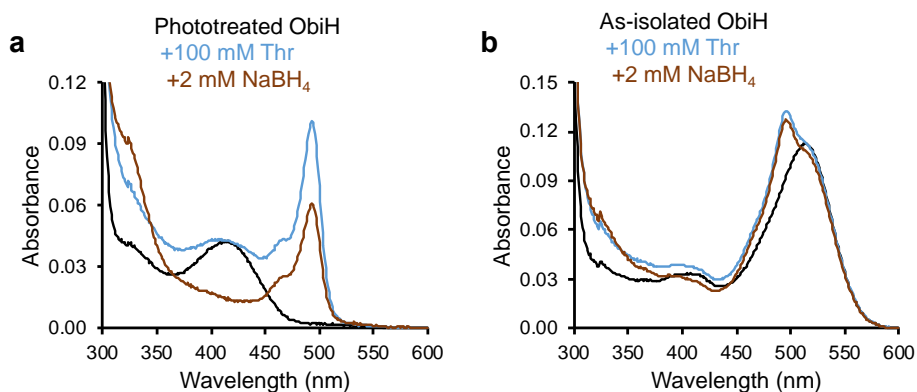 a
Phototreated ObiH
+100 mM Thr
+2 mM NaBH₄
Absorbance
0.12
0.09
0.06
0.03
0.00
300 350 400 450 500 550 600
Wavelength (nm)
b
As-isolated ObiH
+100 mM Thr
+2 mM NaBH₄
Absorbance
0.15
0.12
0.09
0.06
0.03
0.00
300 350 400 450 500 550 600
Wavelength (nm)